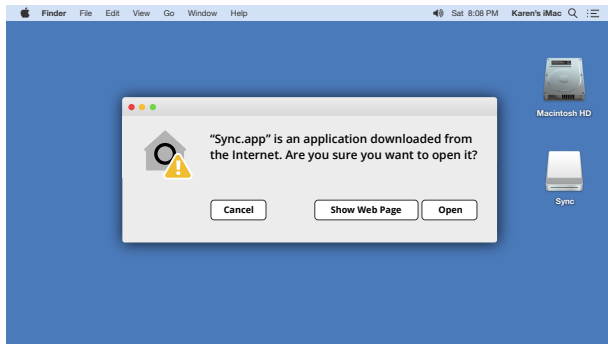 Finder File Edit View Go Window Help Sat 8:08 PM Karen's iMac
Macintosh HD
“Sync.app” is an application downloaded from
the Internet. Are you sure you want to open it?
Cancel Show Web Page Open
Sync